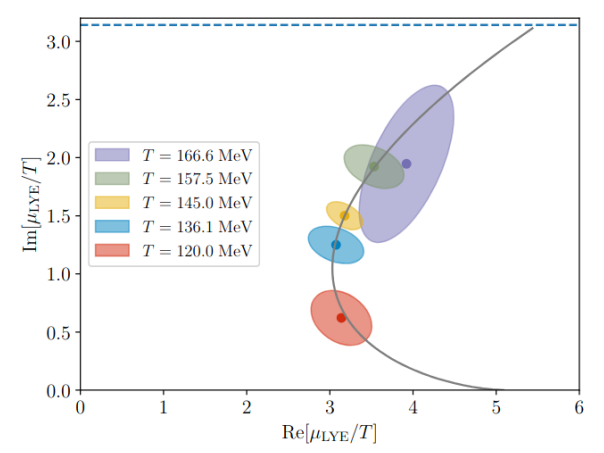 3.0
2.5
2.0
1.5
1.0
0.5
0.0
Im[μLYE/T]
T = 166.6 MeV
T = 157.5 MeV
T = 145.0 MeV
T = 136.1 MeV
T = 120.0 MeV
0 1 2 3 4 5 6
Re[μLYE/T]